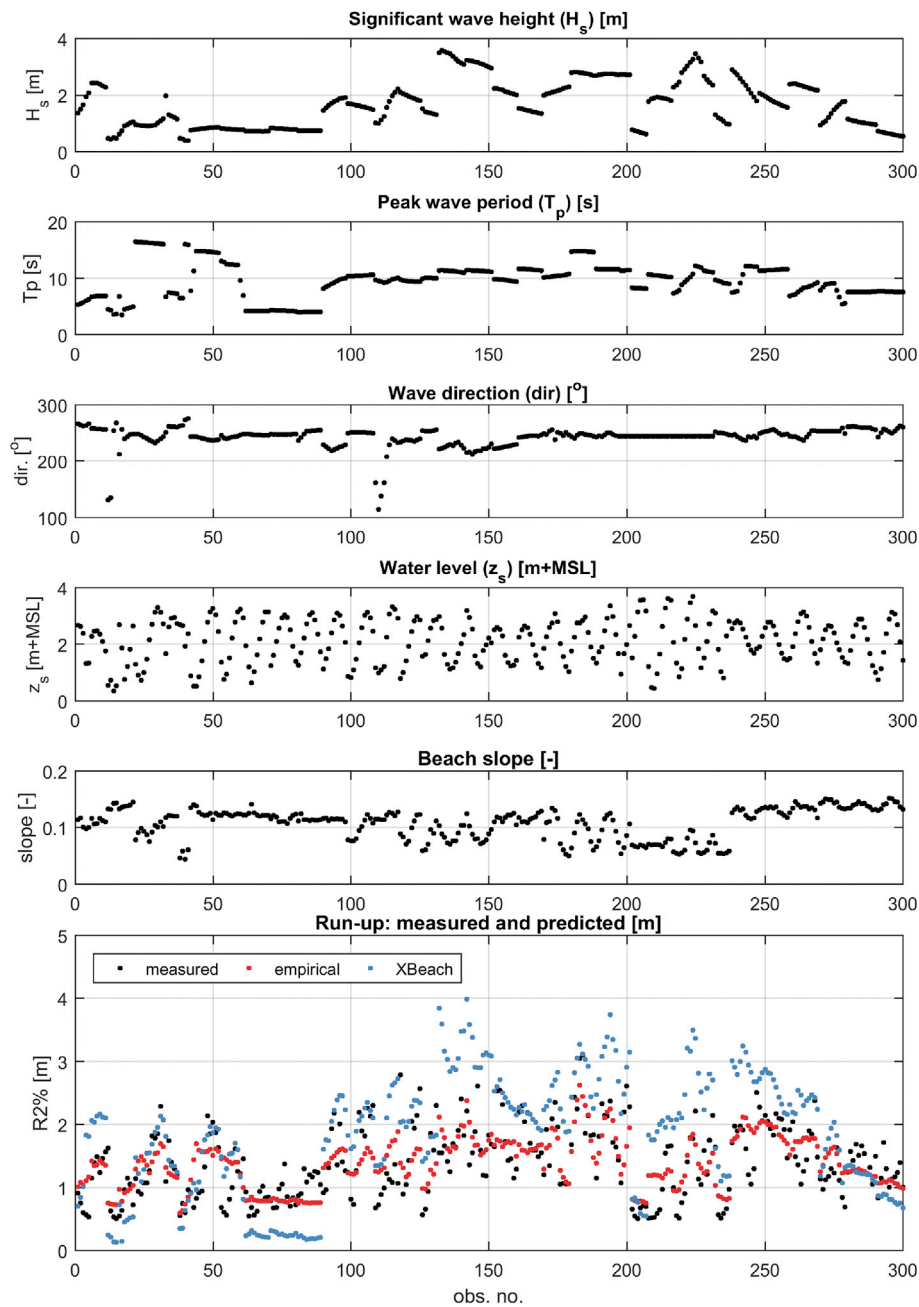 Significant wave height (Hs) [m]
4
2
0
Hs [m]
0 50 100 150 200 250 300
Peak wave period (Tp) [s]
20
10
0
Tp [s]
0 50 100 150 200 250 300
Wave direction (dir) [o]
300
200
100
dir. [o]
0 50 100 150 200 250 300
Water level (zs) [m+MSL]
4
2
0
zs [m+MSL]
0 50 100 150 200 250 300
Beach slope [-]
0.2
0.1
0
slope [-]
0 50 100 150 200 250 300
Run-up: measured and predicted [m]
5
measured empirical XBeach
4
3
2
1
0
R2% [m]
0 50 100 150 200 250 300
obs. no.